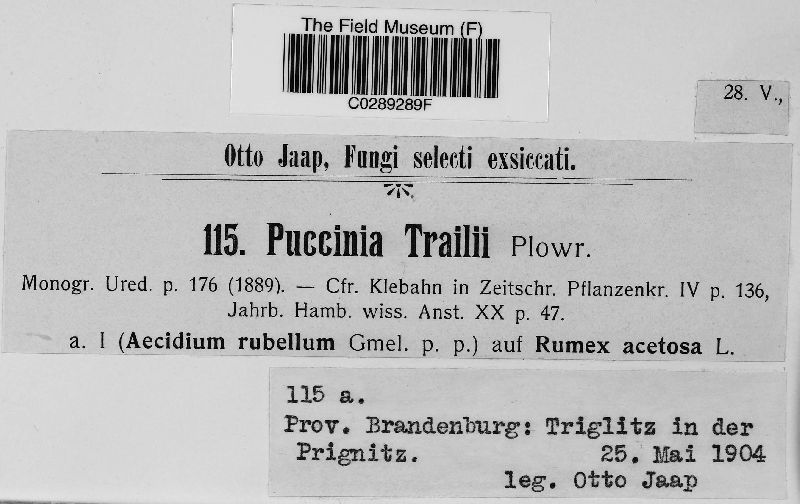 The Field Museum (F)
C0289289F
28. V.,
Otto Jaap, Fungi selecti exsiccati.
115. Puccinia Trailii Plowr.
Monogr. Ured. p. 176 (1889). — Cfr. Klebahn in Zeitschr. Pflanzenkr. IV p. 136,
Jahrb. Hamb. wiss. Anst. XX p. 47.
a. I (Aecidium rubellum Gmel. p. p.) auf Rumex acetosa L.
115 a.
Prov. Brandenburg: Triglitz in der
Prignitz. 25. Mai 1904
leg. Otto Jaap